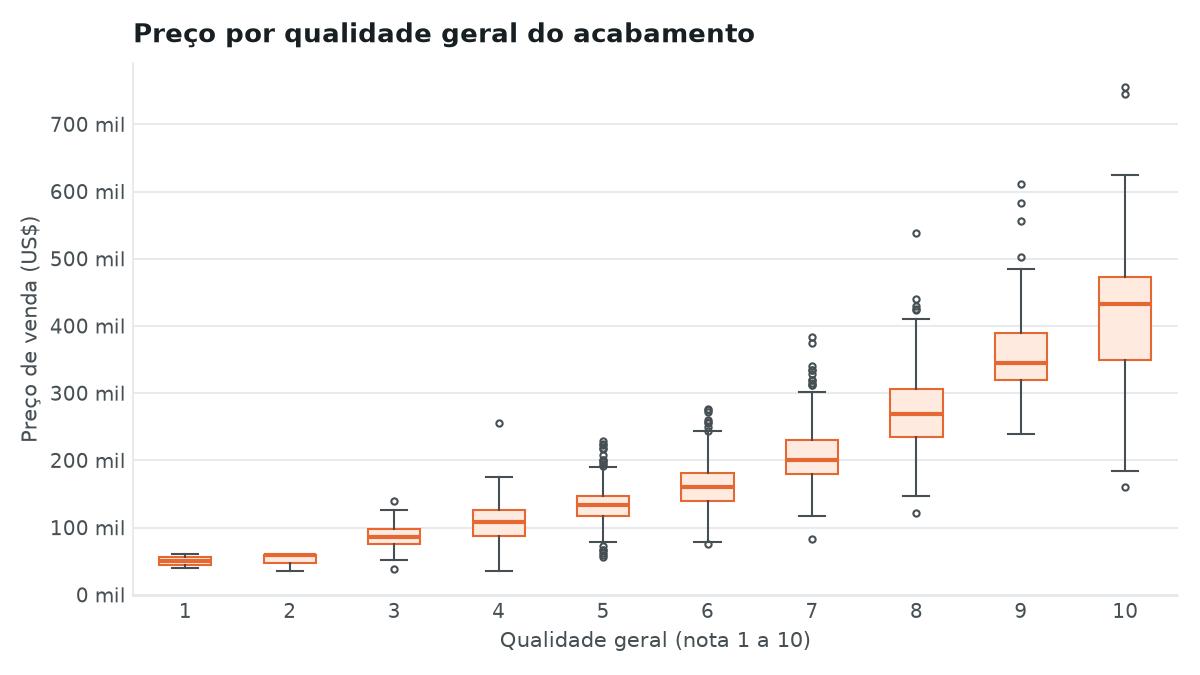 Preço por qualidade geral do acabamento
Preço de venda (US$)
700 mil
600 mil
500 mil
400 mil
300 mil
200 mil
100 mil
0 mil
1 2 3 4 5 6 7 8 9 10
Qualidade geral (nota 1 a 10)